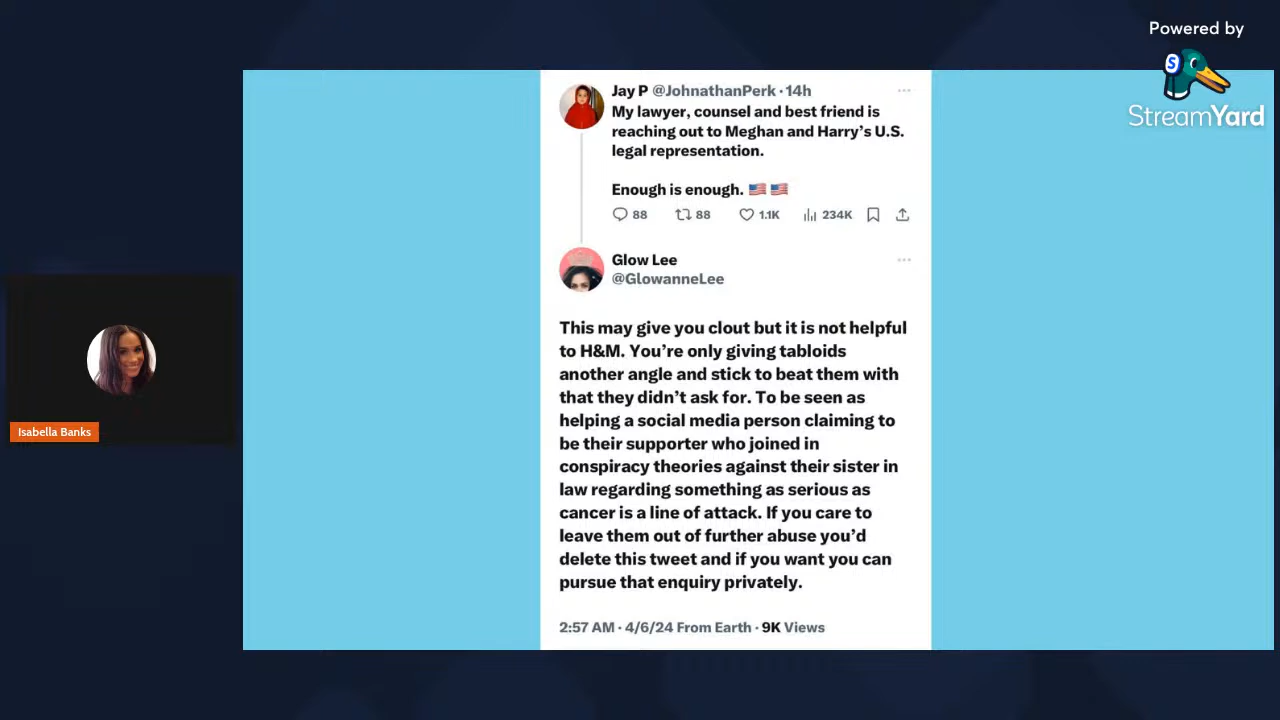 Powered by
StreamYard
Jay P @JohnathanPerk · 14h
My lawyer, counsel and best friend is
reaching out to Meghan and Harry's U.S.
legal representation.
Enough is enough. 🇺🇸 🇺🇸
88 88 1.1K 234K
Glow Lee
@GlowanneLee
This may give you clout but it is not helpful
to H&M. You're only giving tabloids
another angle and stick to beat them with
that they didn't ask for. To be seen as
helping a social media person claiming to
be their supporter who joined in
conspiracy theories against their sister in
law regarding something as serious as
cancer is a line of attack. If you care to
leave them out of further abuse you'd
delete this tweet and if you want you can
pursue that enquiry privately.
2:57 AM · 4/6/24 From Earth · 9K Views
Isabella Banks